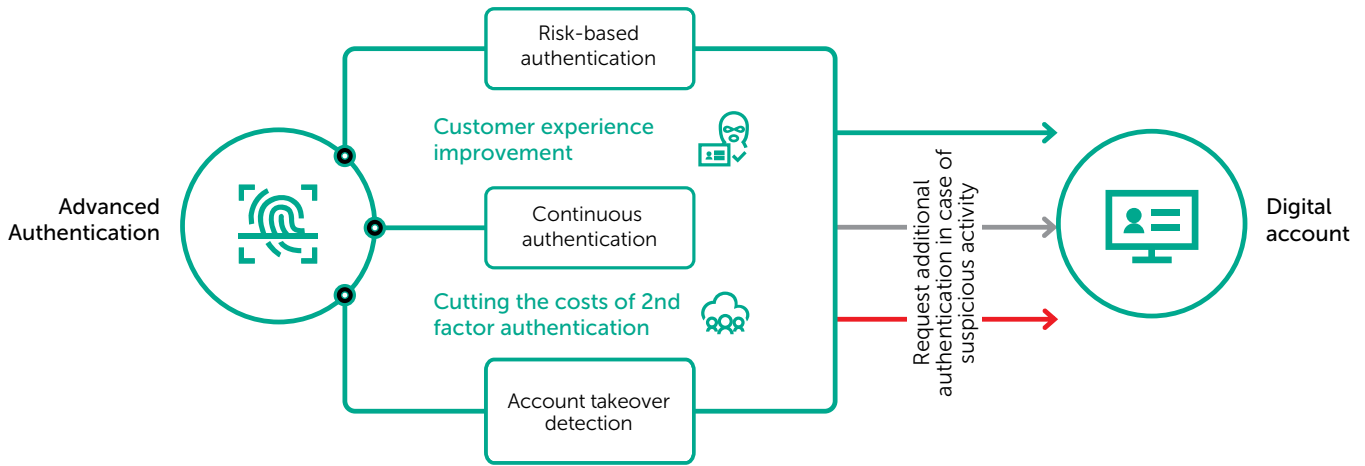 Advanced
Authentication
Risk-based
authentication
Customer experience
improvement
Continuous
authentication
Cutting the costs of 2nd
factor authentication
Account takeover
detection
Request additional
authentication in case of
suspicious activity
Digital
account